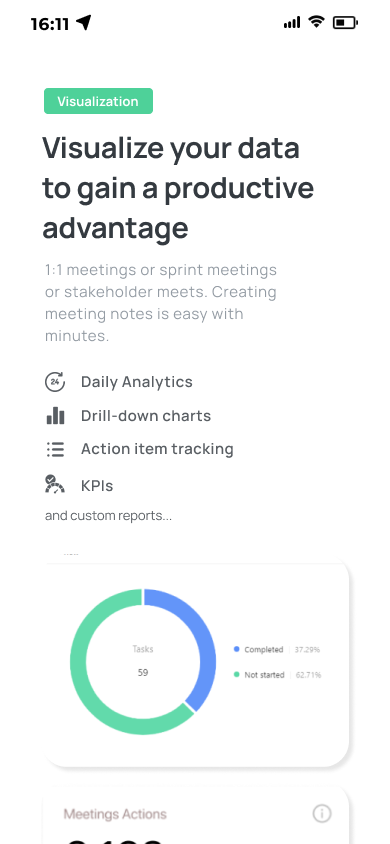 16:11
Visualization
Visualize your data
to gain a productive
advantage
1:1 meetings or sprint meetings
or stakeholder meets. Creating
meeting notes is easy with
minutes.
24
Daily Analytics
Drill-down charts
Action item tracking
KPIs
and custom reports...
Tasks
59
Completed | 37.29%
Not started | 62.71%
Meetings Actions